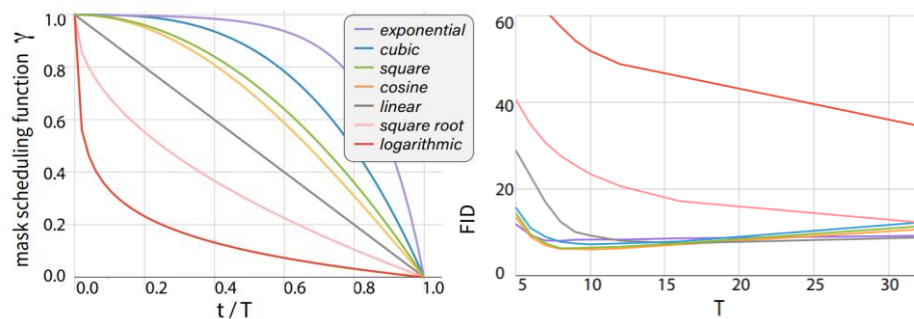 mask scheduling function γ
1.0
0.8
0.6
0.4
0.2
0.0
0.0 0.2 0.4 0.6 0.8 1.0
t / T
exponential
cubic
square
cosine
linear
square root
logarithmic
FID
60
40
20
0
5 10 15 20 25 30
T